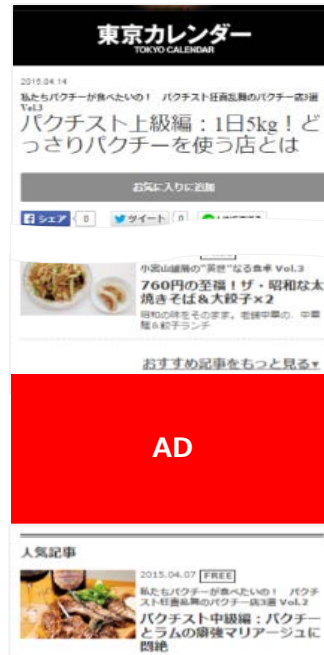 東京カレンダー
TOKYO CALENDAR
2015.04.14
私たちパクチーが食べたいの！ パクチスト狂喜乱舞のパクチー店3選
Vol.3
パクチスト上級編：1日5kg！ど
っさりパクチーを使う店とは
お気に入りに追加
シェア 0 ツイート 0
なる食卓 Vol.3
760円の至福！ザ・昭和な太
焼きそば&大餃子×2
昭和の味をそのまま。老舗中華の、中華
麺&餃子ランチ
おすすめ記事をもっと見る▼
AD
人気記事
2015.04.07 FREE
私たちパクチーが食べたいの！ パクチ
スト狂喜乱舞のパクチー店3選 Vol.2
パクチスト中級編：パクチー
とラムの最強マリアージュに
悶絶